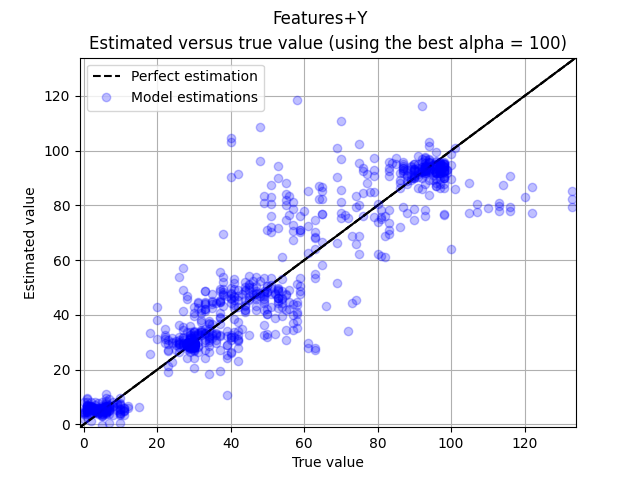 Features+Y
Estimated versus true value (using the best alpha = 100)
Perfect estimation
Model estimations
120
100
80
60
40
20
0
Estimated value
0 20 40 60 80 100 120
True value